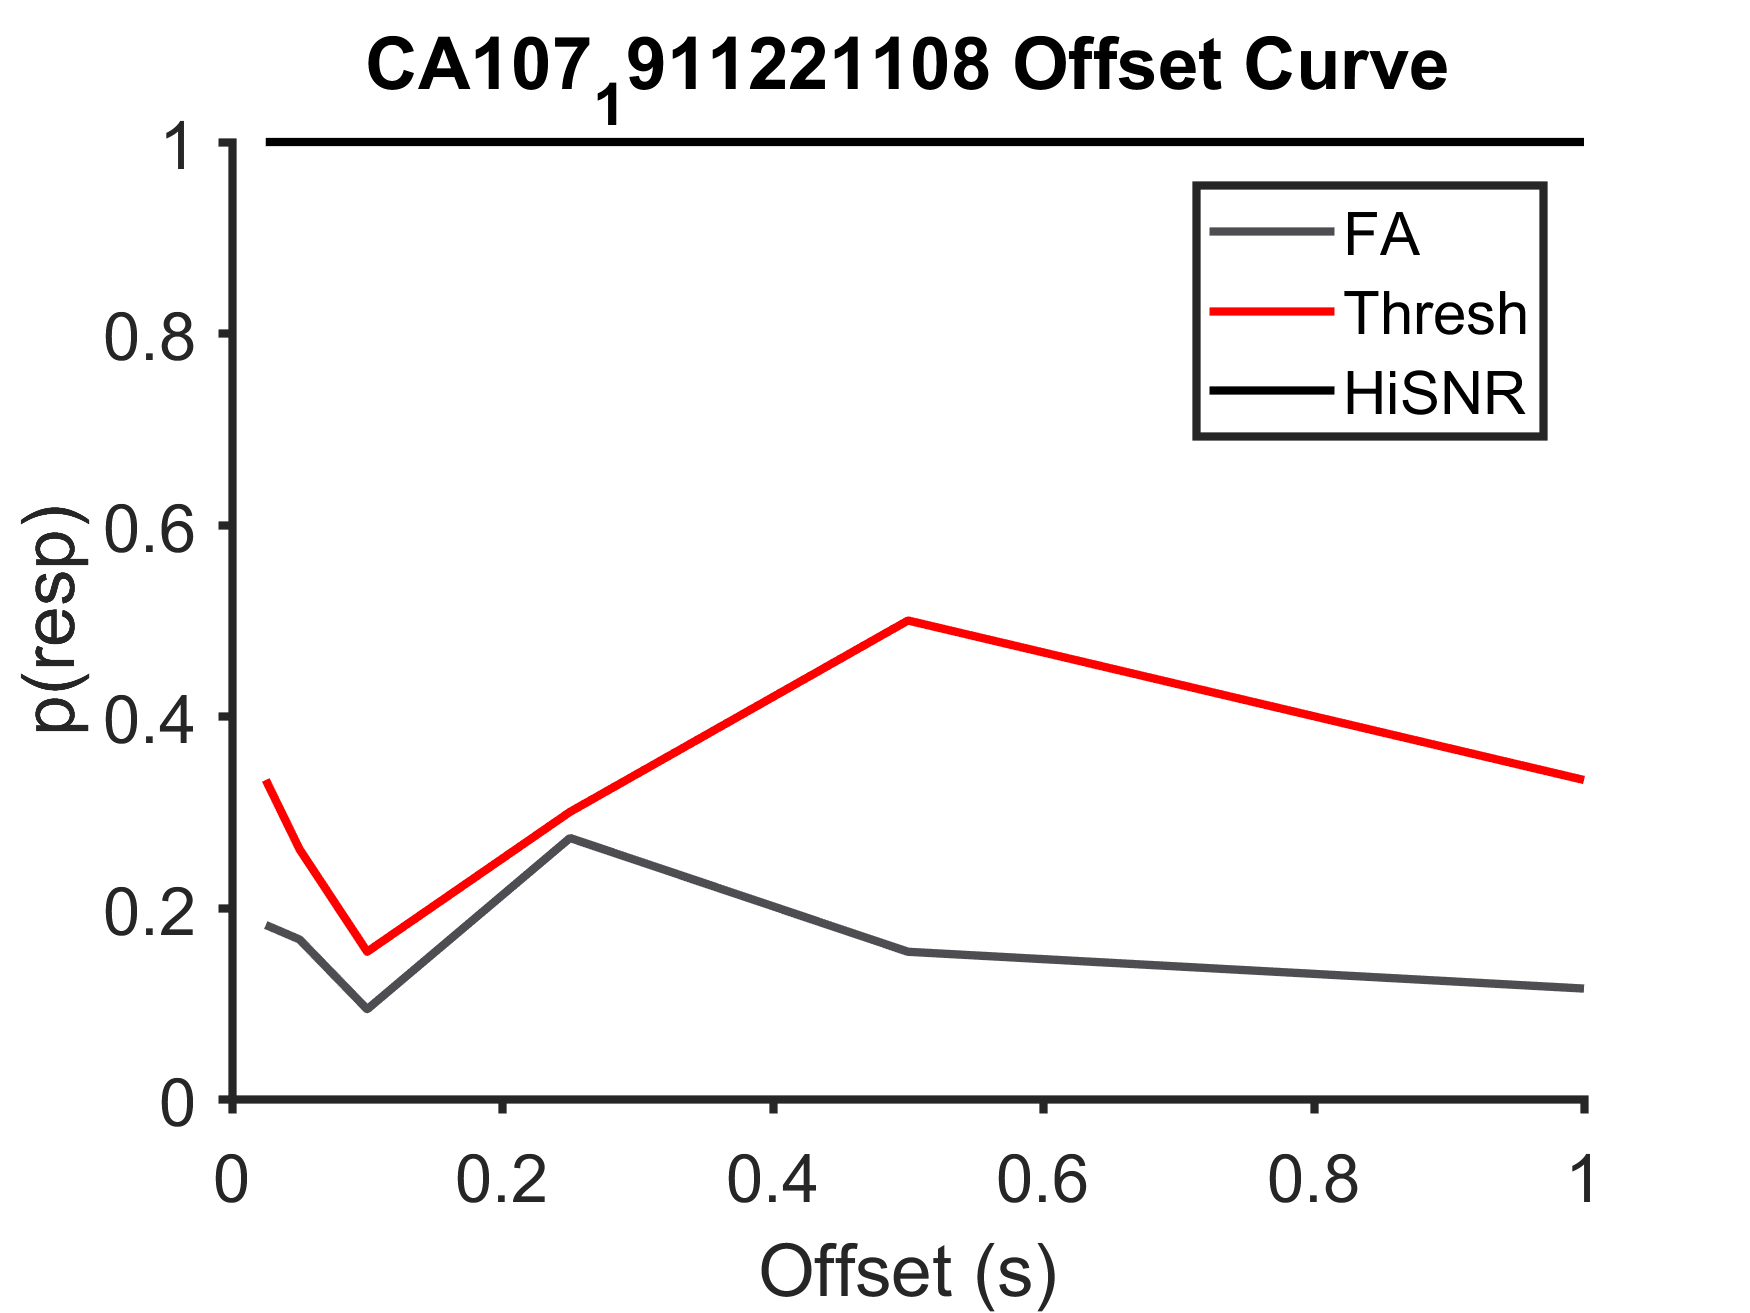 CA107₁911221108 Offset Curve
1
0.8
0.6
0.4
0.2
0
p(resp)
FA
Thresh
HiSNR
0 0.2 0.4 0.6 0.8 1
Offset (s)